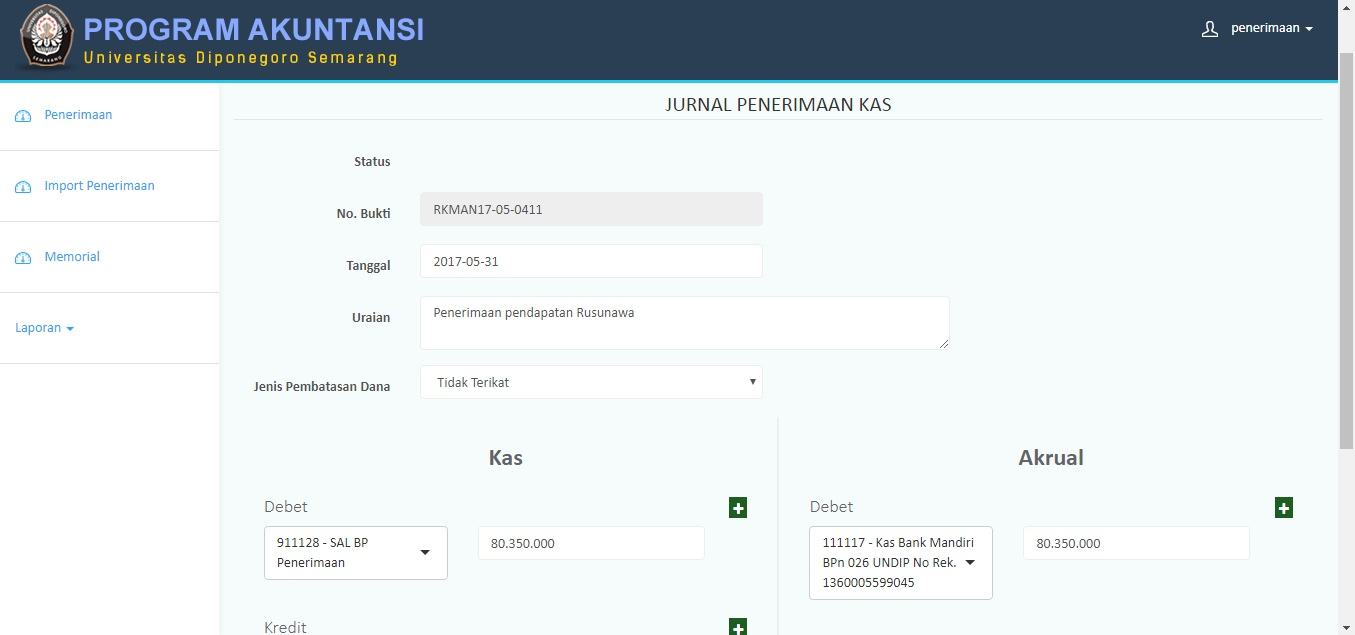 PROGRAM AKUNTANSI
Universitas Diponegoro Semarang
penerimaan
Penerimaan
Import Penerimaan
Memorial
Laporan
JURNAL PENERIMAAN KAS
Status
No. Bukti
RKMAN17-05-0411
Tanggal
2017-05-31
Uraian
Penerimaan pendapatan Rusunawa
Jenis Pembatasan Dana
Tidak Terikat
Kas
Debet
911128 - SAL BP
Penerimaan
80.350.000
Kredit
Akrual
Debet
111117 - Kas Bank Mandiri
BPn 026 UNDIP No Rek.
1360005599045
80.350.000